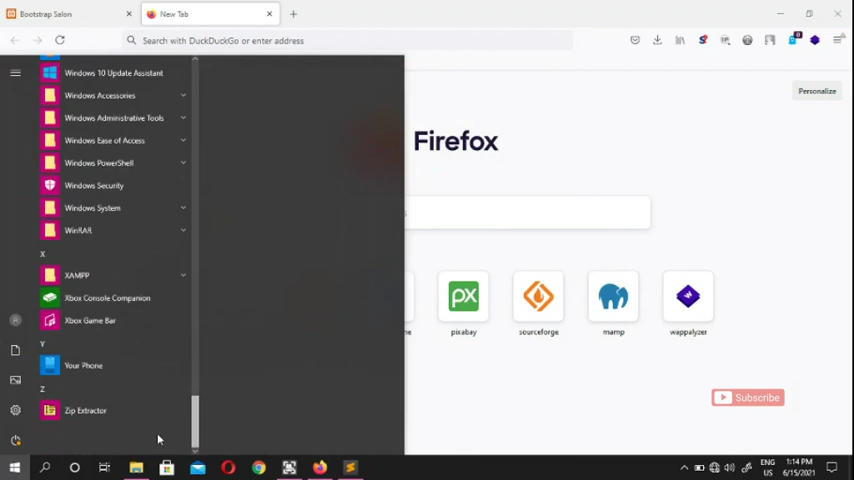 Bootstrap Salon
New Tab
Search with DuckDuckGo or enter address
Windows 10 Update Assistant
Windows Accessories
Windows Administrative Tools
Windows Ease of Access
Windows PowerShell
Windows Security
Windows System
WinRAR
X
XAMPP
Xbox Console Companion
Xbox Game Bar
Y
Your Phone
Z
Zip Extractor
Personalize
Firefox
px
pixabay
sourceforge
mamp
wappalyzer
Subscribe
ENG
US
1:14 PM
6/15/2021